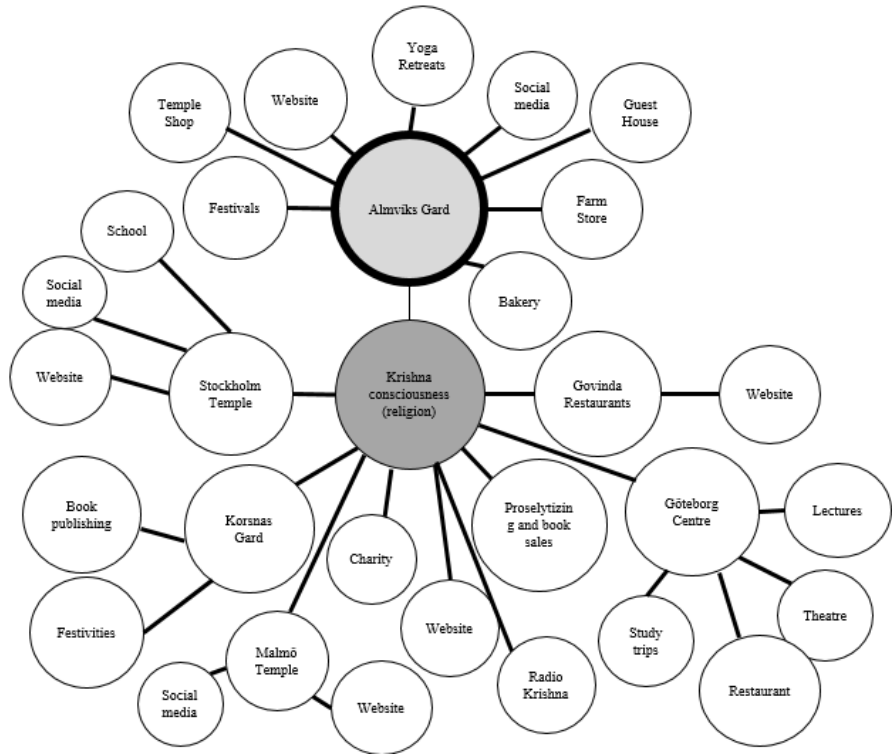 Yoga
Retreats
Website
Social
media
Temple
Shop
Guest
House
Festivals
Almviks Gard
Farm
Store
School
Social
media
Bakery
Website
Stockholm
Temple
Krishna
consciousness
(religion)
Govinda
Restaurants
Website
Book
publishing
Korsnas
Gard
Charity
Proselytizin
g and book
sales
Göteborg
Centre
Lectures
Festivities
Malmö
Temple
Website
Study
trips
Theatre
Social
media
Website
Radio
Krishna
Restaurant